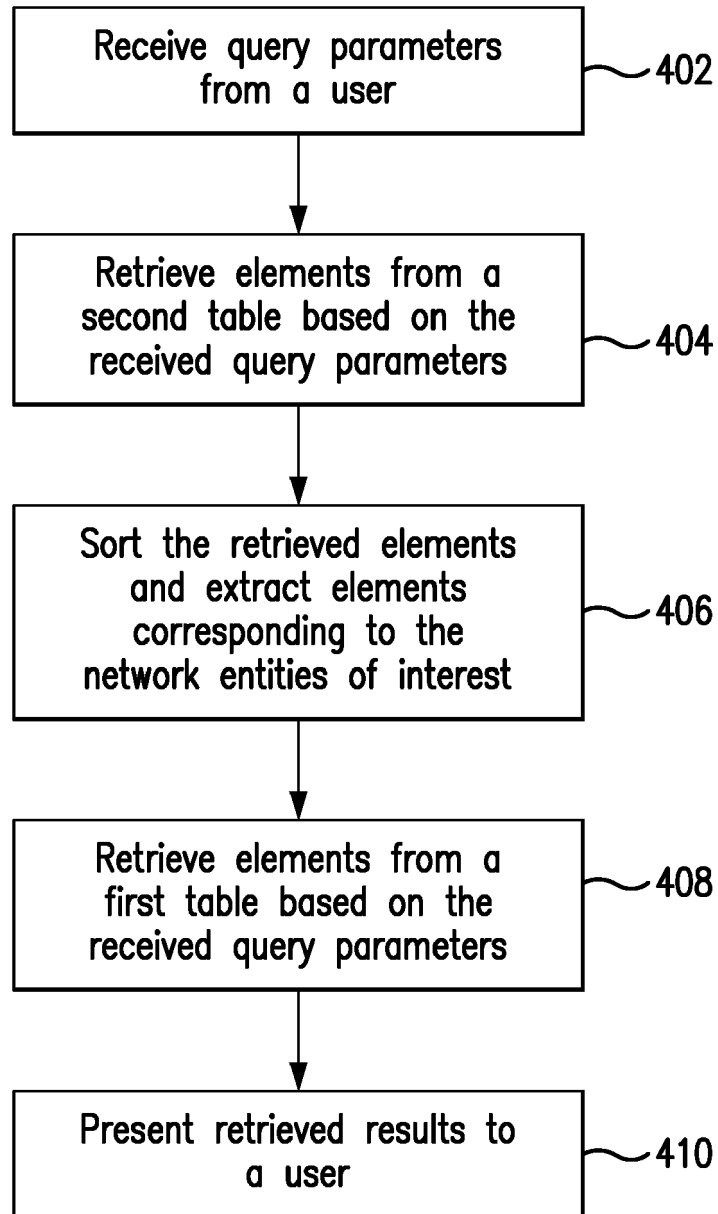 Receive query parameters
from a user
402
Retrieve elements from a
second table based on the
received query parameters
404
Sort the retrieved elements
and extract elements
corresponding to the
network entities of interest
406
Retrieve elements from a
first table based on the
received query parameters
408
Present retrieved results to
a user
410